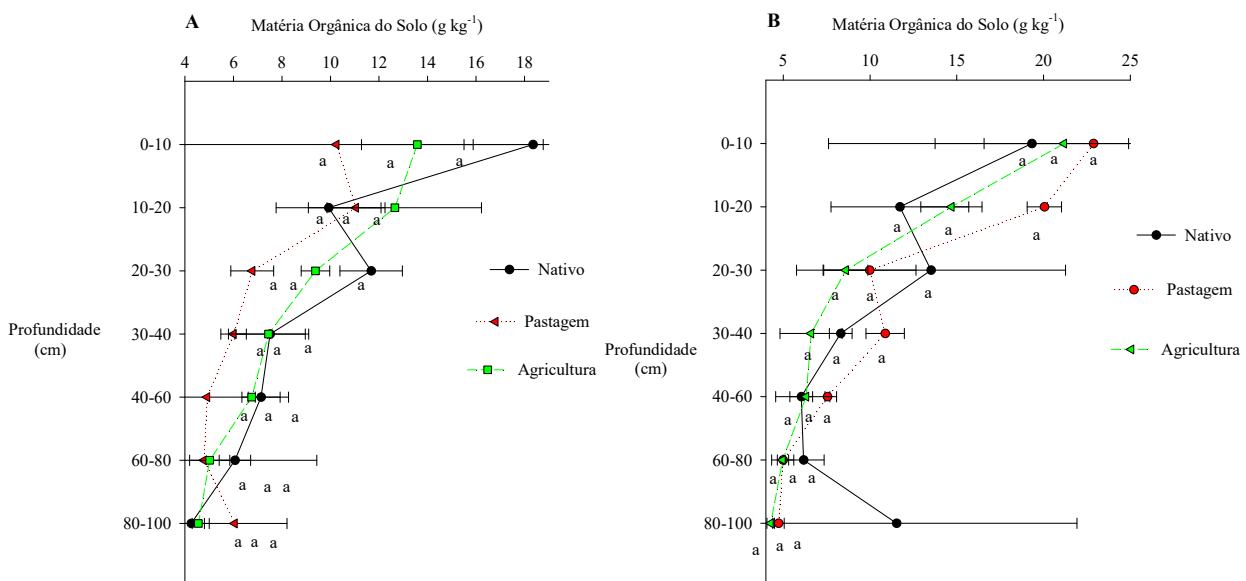 A
Matéria Orgânica do Solo (g kg⁻¹)
4 6 8 10 12 14 16 18
0-10
a a a
10-20
a a a
20-30
a a a
Nativo
30-40
a a a
Pastagem
Profundidade
(cm)
Agricultura
40-60
a a a
60-80
a a a
80-100
a a a
B
Matéria Orgânica do Solo (g kg⁻¹)
5 10 15 20 25
0-10
a a a
10-20
a a a
20-30
a a a
Nativo
30-40
a a a
Pastagem
Profundidade
(cm)
Agricultura
40-60
a a a
60-80
a a a
80-100
a a a